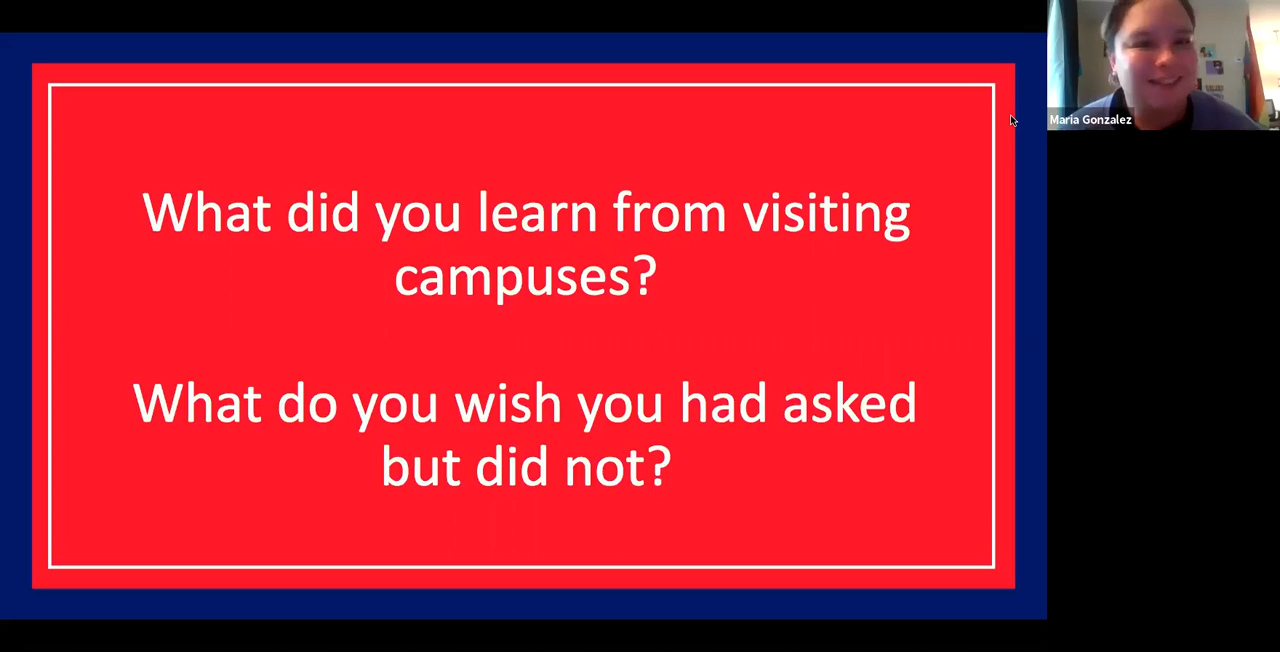 What did you learn from visiting
campuses?
What do you wish you had asked
but did not?
Maria Gonzalez